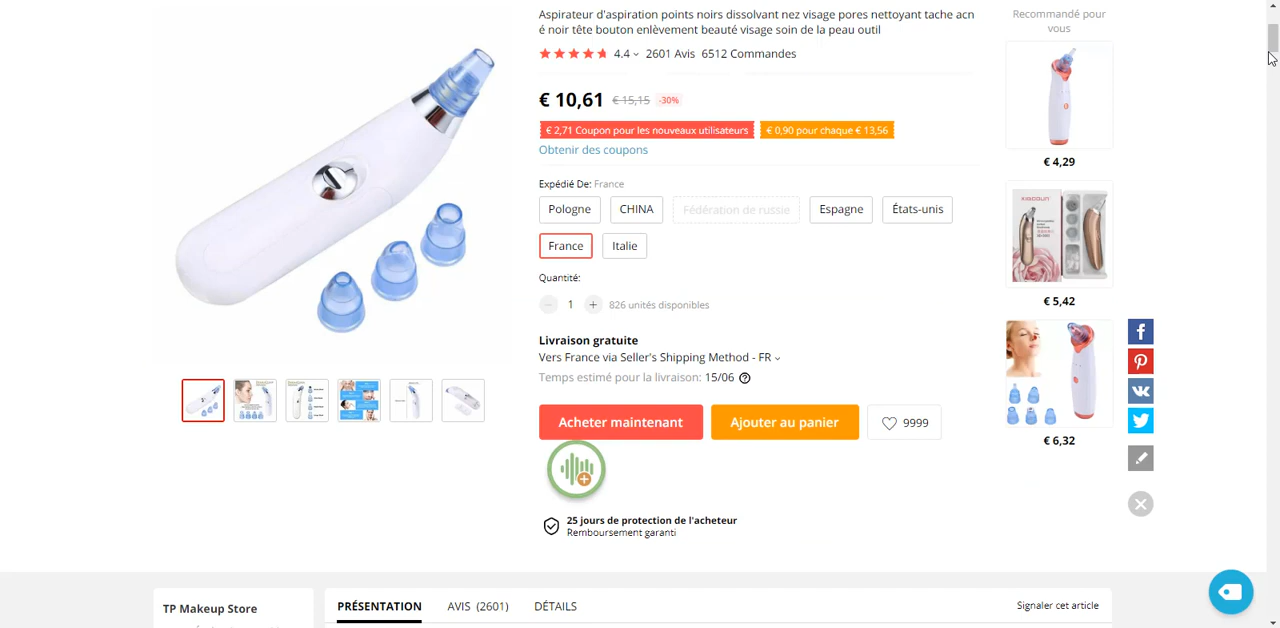 Aspirateur d'aspiration points noirs dissolvant nez visage pores nettoyant tache acn
é noir tête bouton enlèvement beauté visage soin de la peau outil
4.4 2601 Avis 6512 Commandes
€ 10,61 € 15,15 -30%
€ 2,71 Coupon pour les nouveaux utilisateurs € 0,90 pour chaque € 13,56
Obtenir des coupons
Expédié De: France
Pologne CHINA Fédération de russie Espagne États-unis
France Italie
Quantité:
1 + 826 unités disponibles
Livraison gratuite
Vers France via Seller's Shipping Method - FR
Temps estimé pour la livraison: 15/06
Acheter maintenant Ajouter au panier 9999
25 jours de protection de l'acheteur
Remboursement garanti
Recommandé pour
vous
€ 4,29
€ 5,42
€ 6,32
TP Makeup Store
PRÉSENTATION AVIS (2601) DÉTAILS Signaler cet article